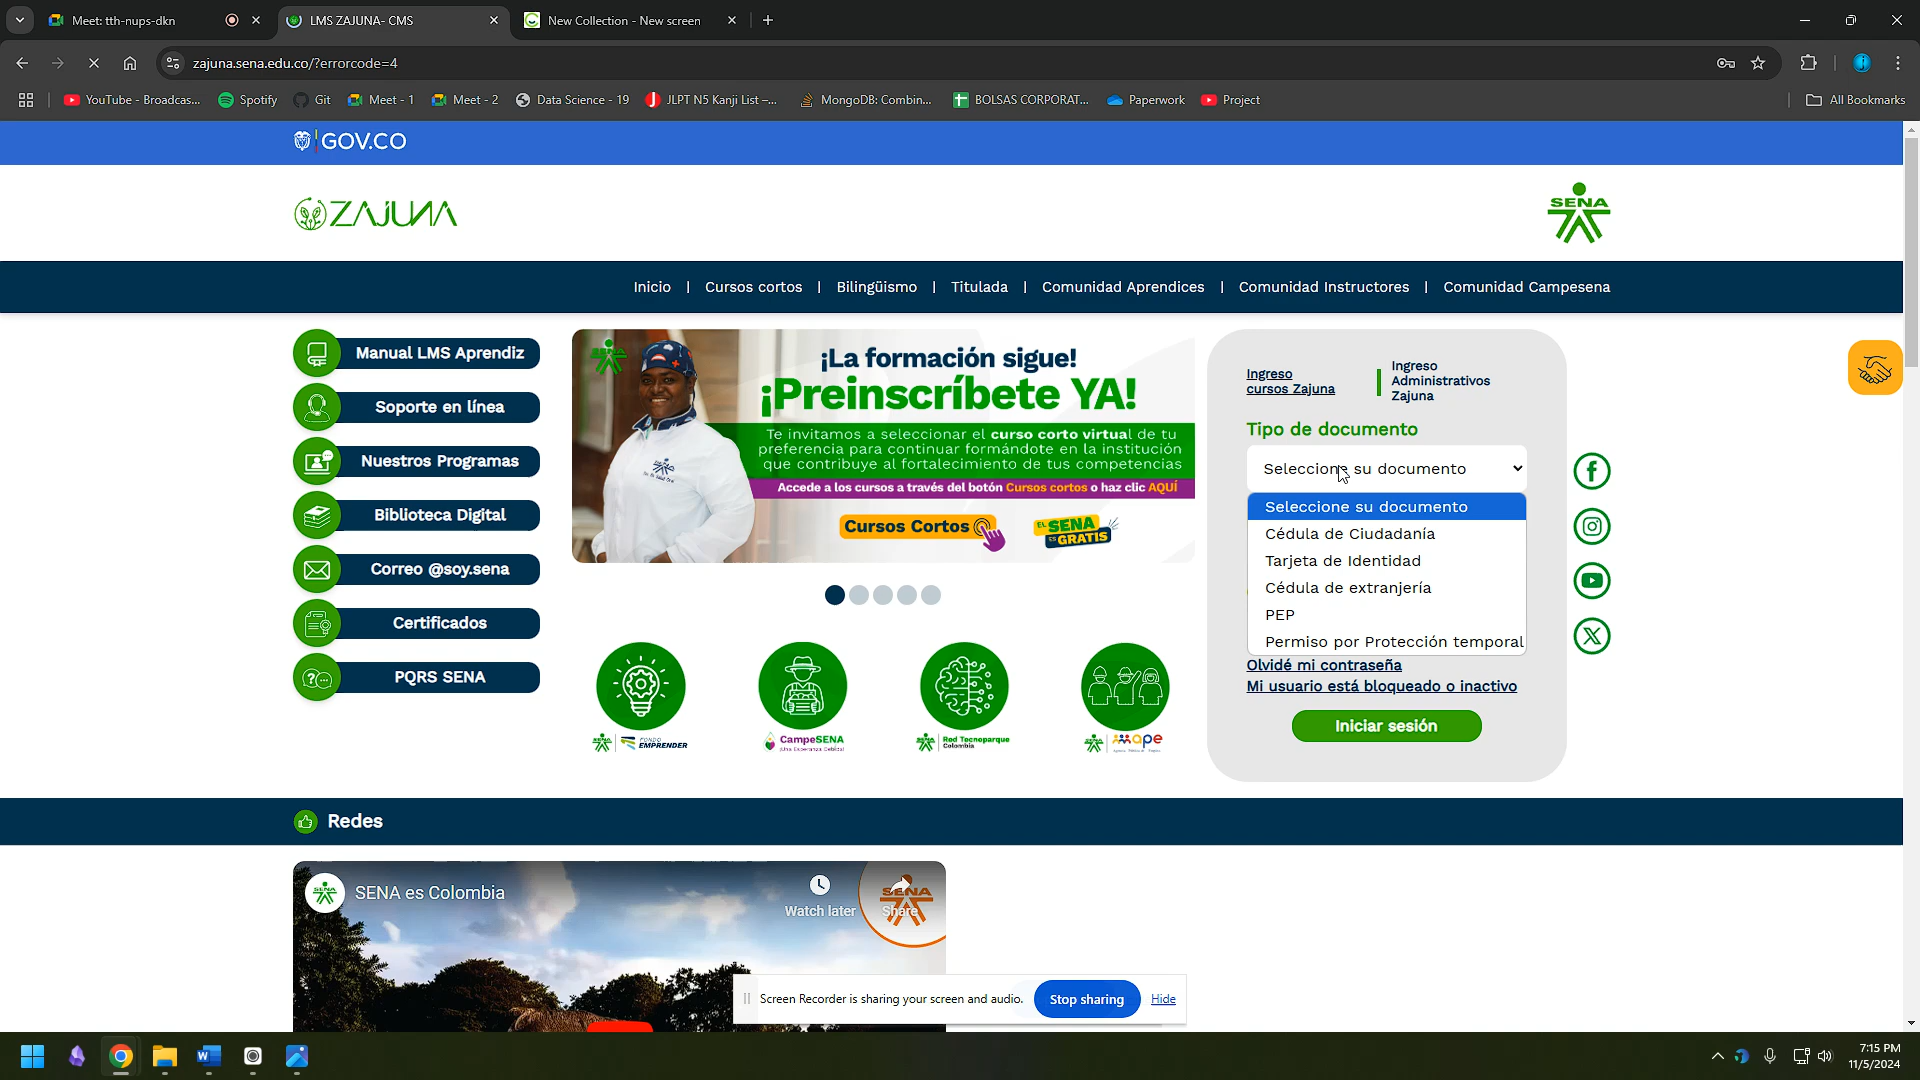 Meet: tth-nups-dkn
LMS ZAJUNA- CMS
New Collection - New screen
zajuna.sena.edu.co/?errorcode=4
YouTube - Broadcas...
Spotify
Git
Meet - 1
Meet - 2
Data Science - 19
JLPT N5 Kanji List –...
MongoDB: Combin...
BOLSAS CORPORAT...
Paperwork
Project
All Bookmarks
GOV.CO
ZAJUNA
SENA
Inicio | Cursos cortos | Bilingüismo | Titulada | Comunidad Aprendices | Comunidad Instructores | Comunidad Campesena
Manual LMS Aprendiz
Soporte en línea
Nuestros Programas
Biblioteca Digital
Correo @soy.sena
Certificados
PQRS SENA
SENA
¡La formación sigue!
¡Preinscríbete YA!
Te invitamos a seleccionar el curso corto virtual de tu
preferencia para continuar formándote en la institución
que contribuye al fortalecimiento de tus competencias
Accede a los cursos a través del botón Cursos cortos o haz clic AQUÍ
Cursos Cortos
EL SENA ES GRATIS
SENA | FONDO EMPRENDER
CampeSENA
SENA | Red Tecnoparque Colombia
SENA | ape
Ingreso
cursos Zajuna
Ingreso
Administrativos
Zajuna
Tipo de documento
Seleccione su documento
Seleccione su documento
Cédula de Ciudadanía
Tarjeta de Identidad
Cédula de extranjería
PEP
Permiso por Protección temporal
Olvidé mi contraseña
Mi usuario está bloqueado o inactivo
Iniciar sesión
Redes
SENA
SENA es Colombia
Watch later
Share
SENA
Screen Recorder is sharing your screen and audio.
Stop sharing
Hide
7:15 PM
11/5/2024